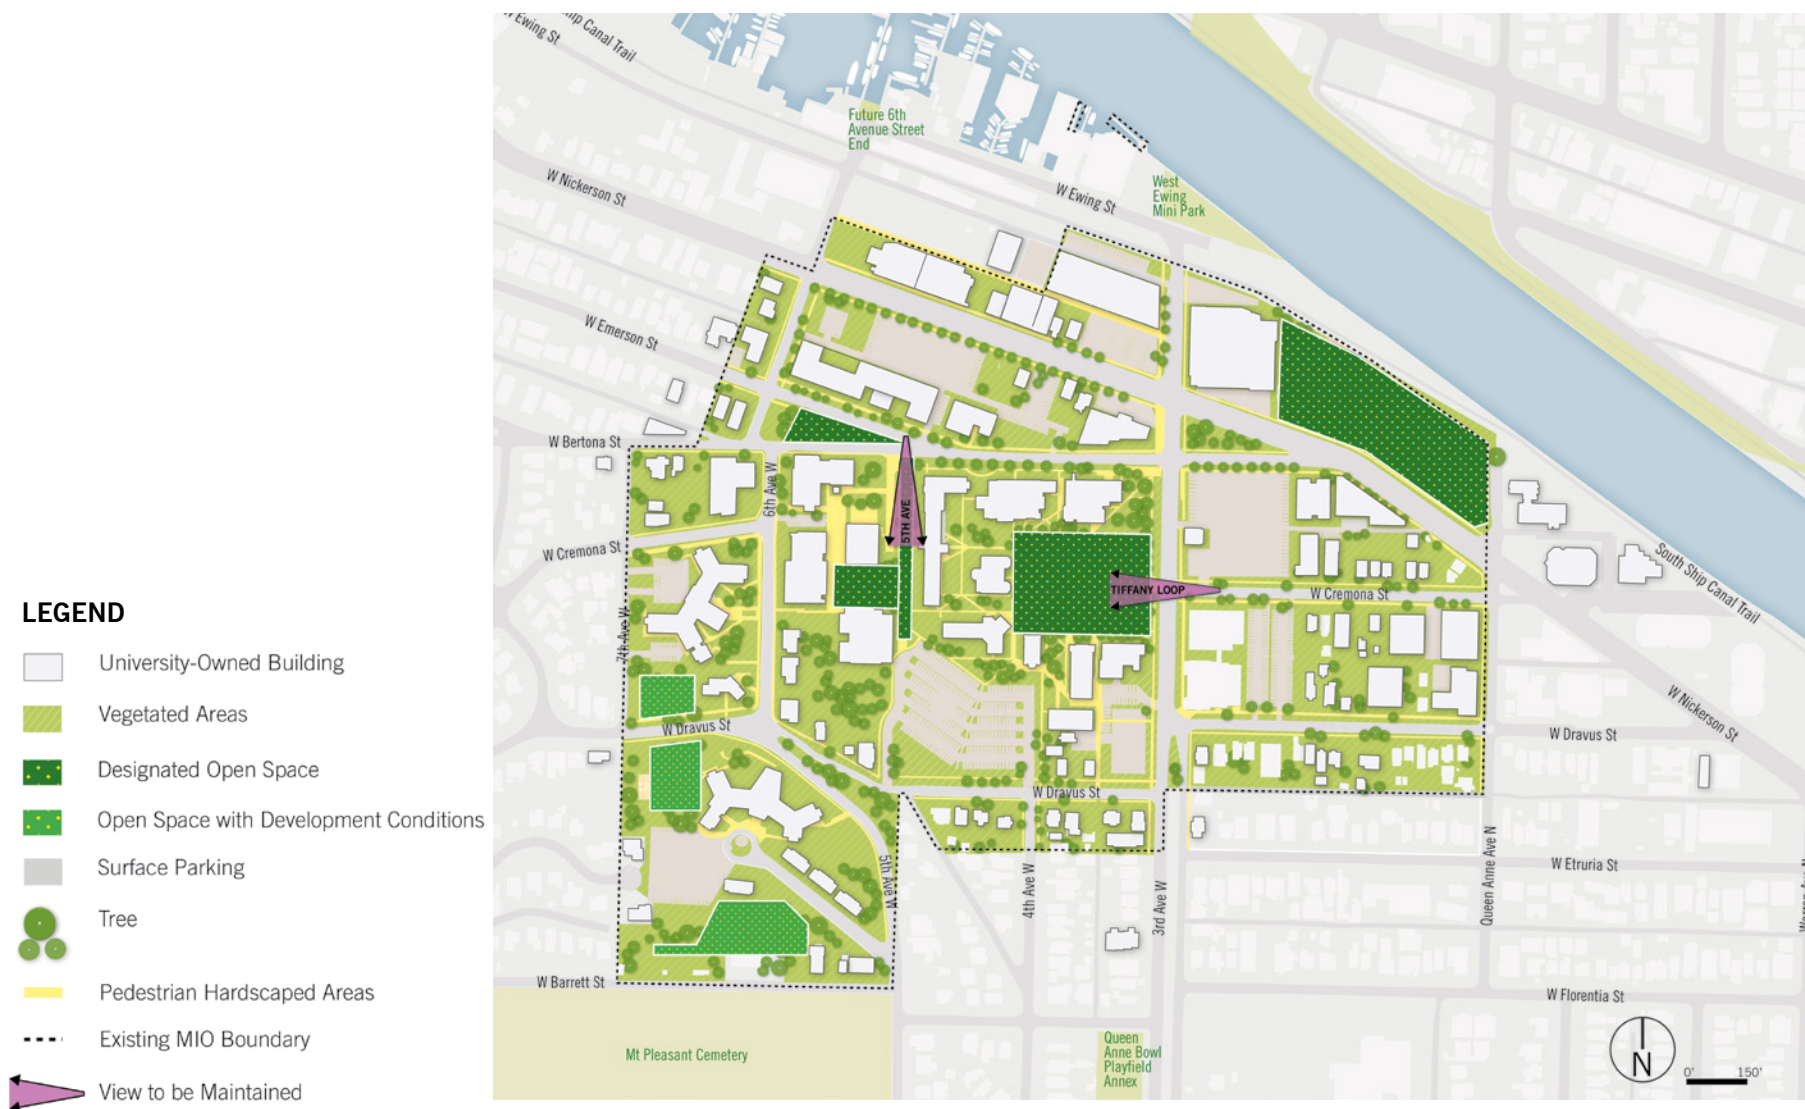 LEGEND
University-Owned Building
Vegetated Areas
Designated Open Space
Open Space with Development Conditions
Surface Parking
Tree
Pedestrian Hardscaped Areas
Existing MIO Boundary
View to be Maintained
W Ewing St
Ship Canal Trail
Future 6th
Avenue Street
End
W Nickerson St
W Ewing St
West
Ewing
Mini Park
W Emerson St
W Bertona St
6th Ave W
5TH AVE
W Cremona St
TIFFANY LOOP
W Cremona St
South Ship Canal Trail
7th Ave W
W Nickerson St
W Dravus St
W Dravus St
W Dravus St
5th Ave W
4th Ave W
3rd Ave W
Queen Anne Ave N
W Etruria St
W Barrett St
W Florentia St
Mt Pleasant Cemetery
Queen
Anne Bowl
Playfield
Annex
N
0' 150'